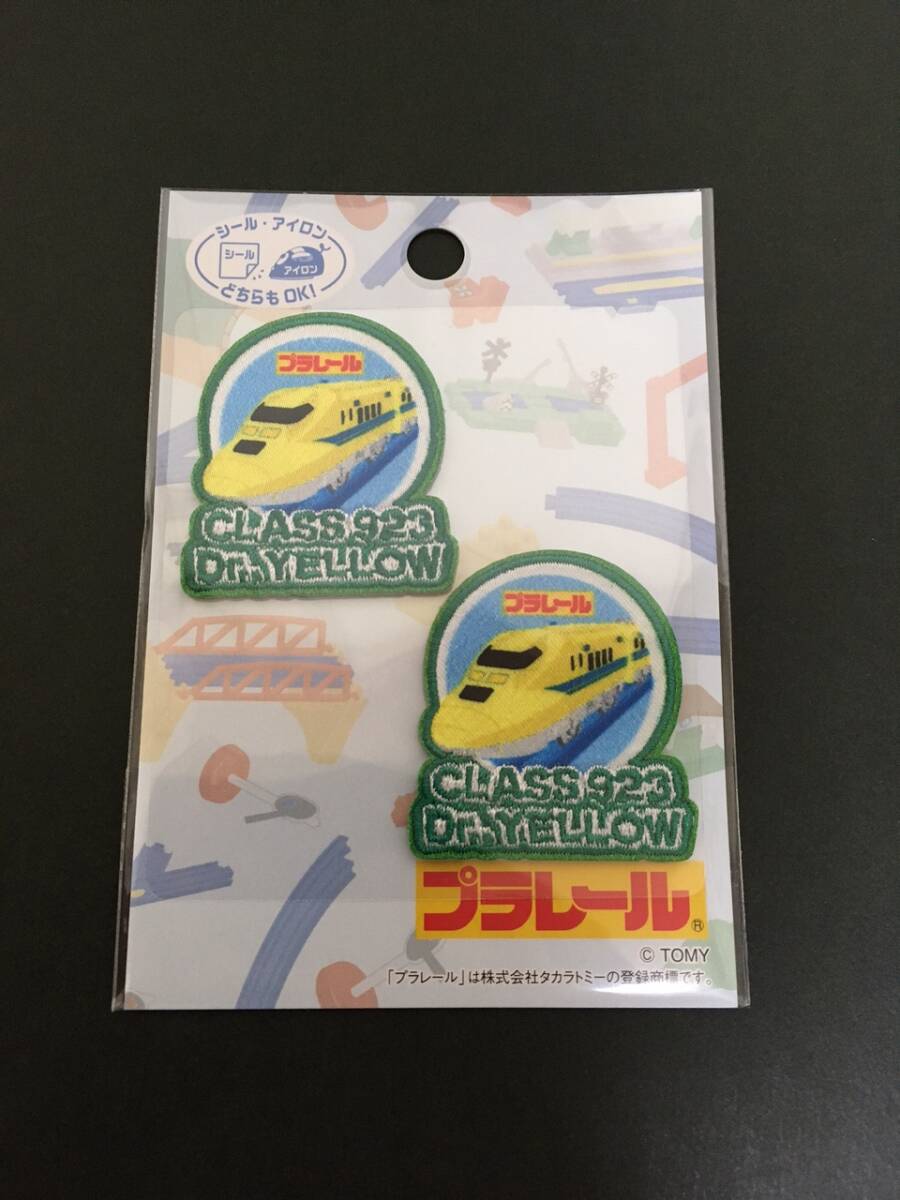 シール・アイロン
シール
アイロン
どちらもOK!
プラレール
CLASS 923
Dr.YELLOW
プラレール
CLASS 923
Dr.YELLOW
プラレール®
© TOMY
「プラレール」は株式会社タカラトミーの登録商標です。